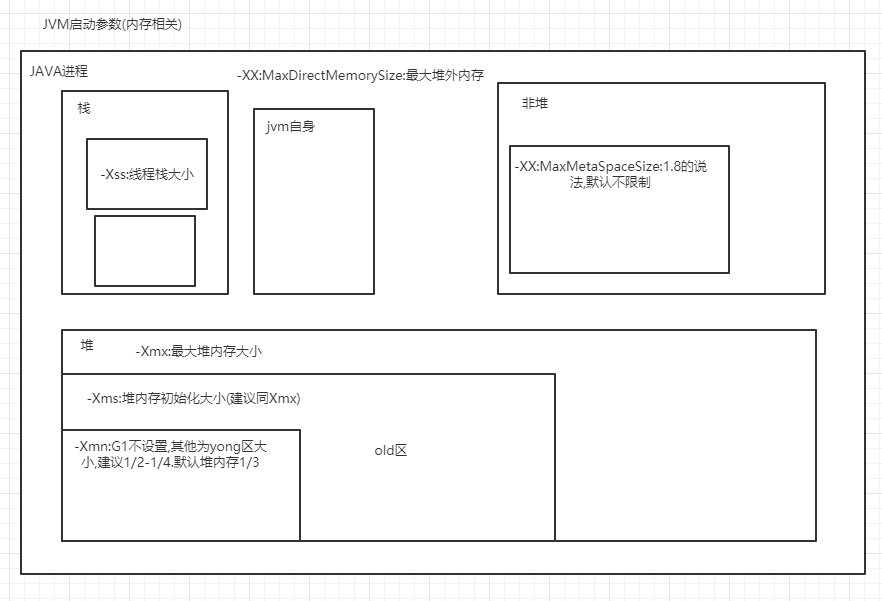 JVM启动参数(内存相关)
JAVA进程
-XX:MaxDirectMemorySize:最大堆外内存
栈
-Xss:线程栈大小
jvm自身
非堆
-XX:MaxMetaSpaceSize:1.8的说
法,默认不限制
堆
-Xmx:最大堆内存大小
-Xms:堆内存初始化大小(建议同Xmx)
-Xmn:G1不设置,其他为yong区大
小,建议1/2-1/4.默认堆内存1/3
old区